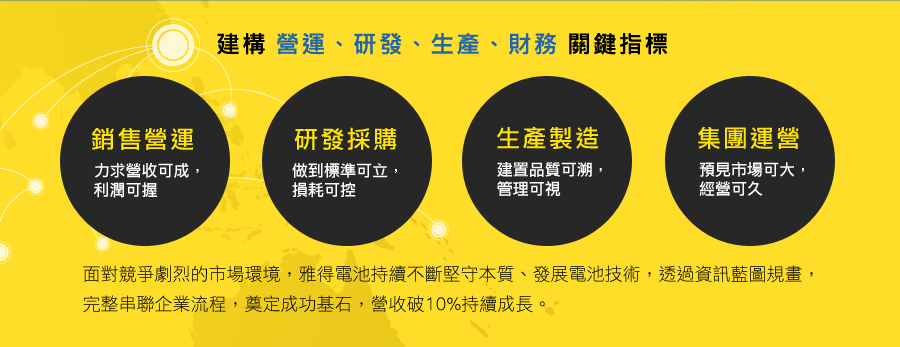 建構 營運、研發、生產、財務 關鍵指標
銷售營運
力求營收可成，
利潤可握
研發採購
做到標準可立，
損耗可控
生產製造
建置品質可溯，
管理可視
集團運營
預見市場可大，
經營可久
面對競爭劇烈的市場環境，雅得電池持續不斷堅守本質、發展電池技術，透過資訊藍圖規畫，
完整串聯企業流程，奠定成功基石，營收破10%持續成長。